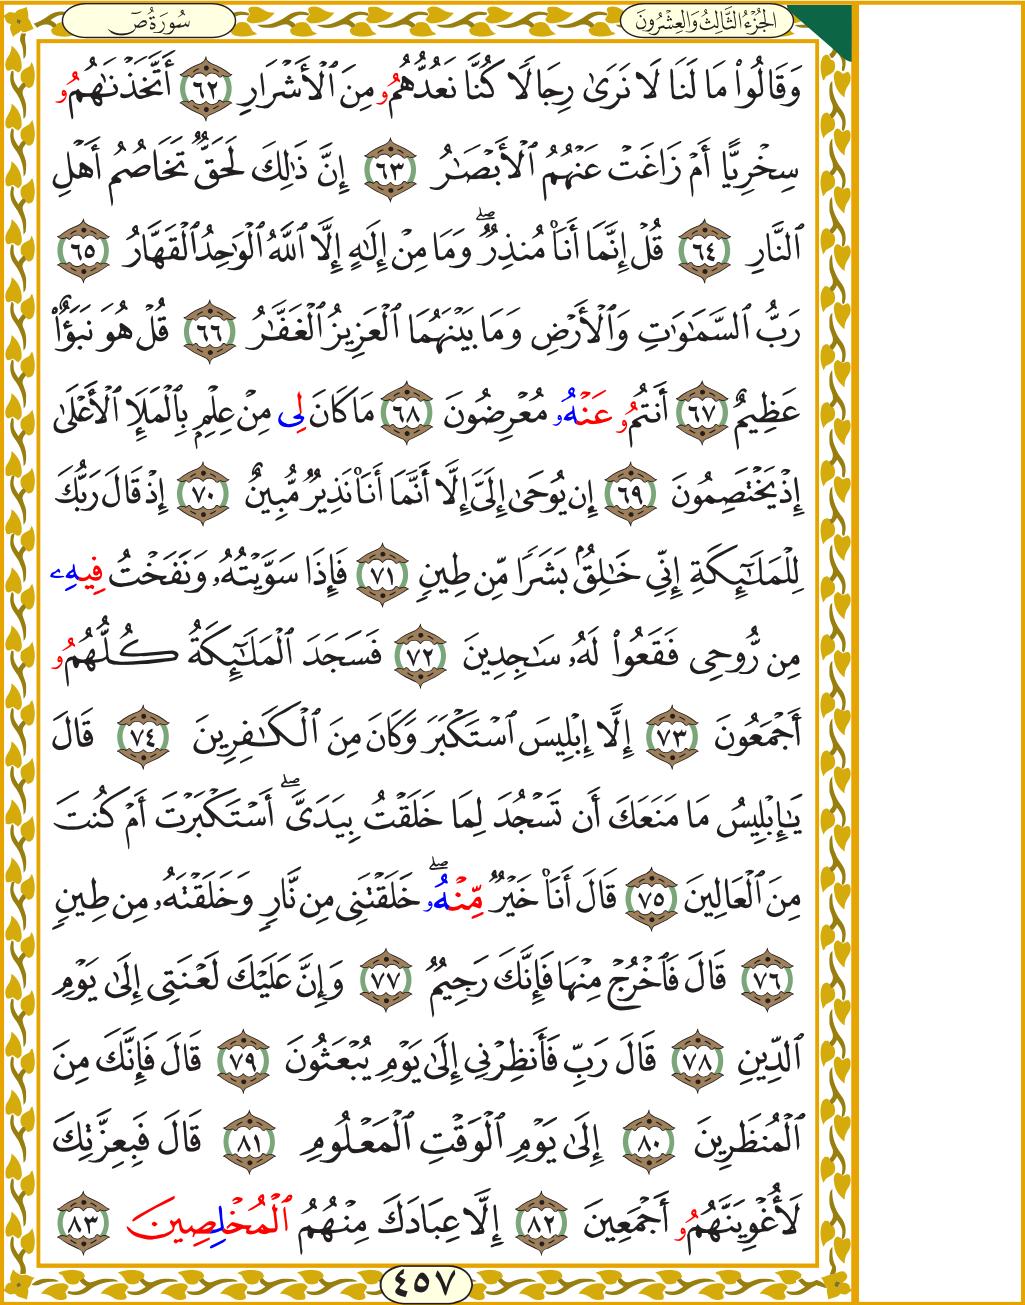 الجُزْءُ الثَّالِثُ وَالعِشْرُونَ
سُورَةُ صٓ
وَقَالُوا۟ مَا لَنَا لَا نَرَىٰ رِجَالًا كُنَّا نَعُدُّهُمُۥ مِنَ ٱلْأَشْرَارِ ٦٢ أَتَّخَذْنَٰهُمُۥ
سِخْرِيًّا أَمْ زَاغَتْ عَنْهُمُ ٱلْأَبْصَٰرُ ٦٣ إِنَّ ذَٰلِكَ لَحَقٌّ تَخَاصُمُ أَهْلِ
ٱلنَّارِ ٦٤ قُلْ إِنَّمَا أَنَا۠ مُنذِرٌ ۖ وَمَا مِنْ إِلَٰهٍ إِلَّا ٱللَّهُ ٱلْوَٰحِدُ ٱلْقَهَّارُ ٦٥
رَبُّ ٱلسَّمَٰوَٰتِ وَٱلْأَرْضِ وَمَا بَيْنَهُمَا ٱلْعَزِيزُ ٱلْغَفَّٰرُ ٦٦ قُلْ هُوَ نَبَؤٌا۟
عَظِيمٌ ٦٧ أَنتُمُۥ عَنْهُۥ مُعْرِضُونَ ٦٨ مَا كَانَ لِى مِنْ عِلْمٍ بِٱلْمَلَإِ ٱلْأَعْلَىٰ
إِذْ يَخْتَصِمُونَ ٦٩ إِن يُوحَىٰ إِلَىَّ إِلَّا أَنَّمَا أَنَا۠ نَذِيرٌ مُّبِينٌ ٧٠ إِذْ قَالَ رَبُّكَ
لِلْمَلَٰٓئِكَةِ إِنِّى خَٰلِقٌ بَشَرًا مِّن طِينٍ ٧١ فَإِذَا سَوَّيْتُهُۥ وَنَفَخْتُ فِيهِۦ
مِن رُّوحِى فَقَعُوا۟ لَهُۥ سَٰجِدِينَ ٧٢ فَسَجَدَ ٱلْمَلَٰٓئِكَةُ كُلُّهُمُۥ
أَجْمَعُونَ ٧٣ إِلَّا إِبْلِيسَ ٱسْتَكْبَرَ وَكَانَ مِنَ ٱلْكَٰفِرِينَ ٧٤ قَالَ
يَٰإِبْلِيسُ مَا مَنَعَكَ أَن تَسْجُدَ لِمَا خَلَقْتُ بِيَدَىَّ ۖ أَسْتَكْبَرْتَ أَمْ كُنتَ
مِنَ ٱلْعَالِينَ ٧٥ قَالَ أَنَا۠ خَيْرٌ مِّنْهُۥ ۖ خَلَقْتَنِى مِن نَّارٍ وَخَلَقْتَهُۥ مِن طِينٍ
٧٦ قَالَ فَٱخْرُجْ مِنْهَا فَإِنَّكَ رَجِيمٌ ٧٧ وَإِنَّ عَلَيْكَ لَعْنَتِى إِلَىٰ يَوْمِ
ٱلدِّينِ ٧٨ قَالَ رَبِّ فَأَنظِرْنِى إِلَىٰ يَوْمِ يُبْعَثُونَ ٧٩ قَالَ فَإِنَّكَ مِنَ
ٱلْمُنظَرِينَ ٨٠ إِلَىٰ يَوْمِ ٱلْوَقْتِ ٱلْمَعْلُومِ ٨١ قَالَ فَبِعِزَّتِكَ
لَأُغْوِيَنَّهُمُۥ أَجْمَعِينَ ٨٢ إِلَّا عِبَادَكَ مِنْهُمُ ٱلْمُخْلِصِينَ ٨٣
٤٥٧